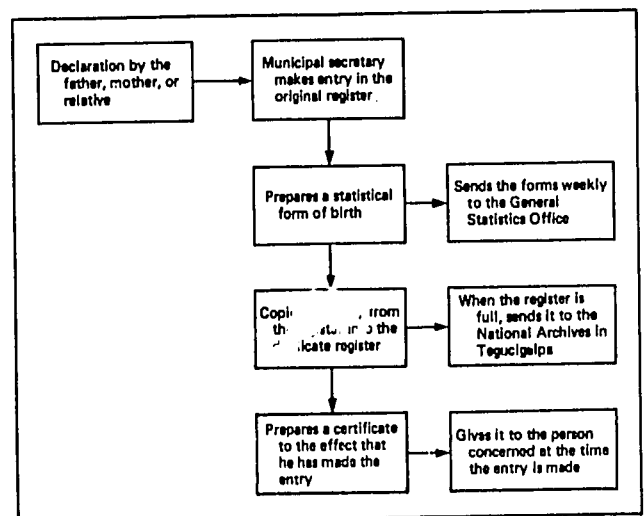 Declaration by the
father, mother, or
relative
Municipal secretary
makes entry in the
original register
Prepares a statistical
form of birth
Sends the forms weekly
to the General
Statistics Office
from
the
register
When the register is
full, sends it to the
National Archives in
Tegucigalpa
Prepares a certificate
to the effect that
he has made the
entry
Gives it to the person
concerned at the time
the entry is made